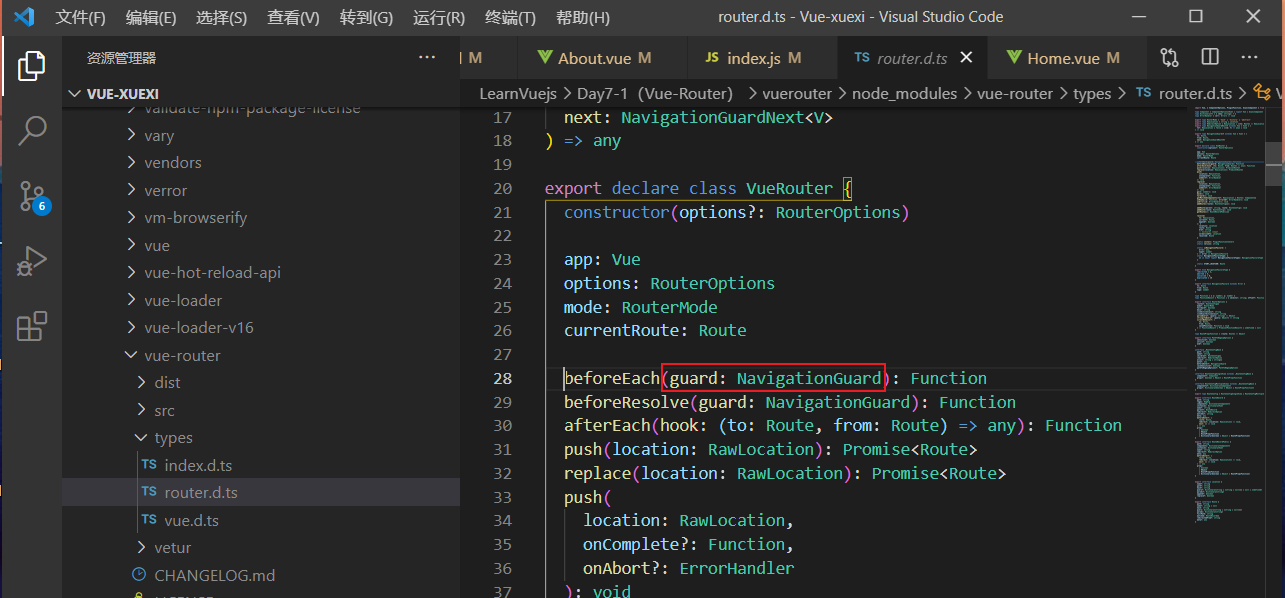 文件(F) 编辑(E) 选择(S) 查看(V) 转到(G) 运行(R) 终端(T) 帮助(H) router.d.ts - Vue-xuexi - Visual Studio Code
资源管理器 ···
M About.vue M JS index.js M TS router.d.ts Home.vue M ···
VUE-XUEXI
LearnVuejs > Day7-1 (Vue-Router) > vuerouter > node_modules > vue-router > types > TS router.d.ts >
validate-npm-package-license
vary
vendors
verror
vm-browserify
vue
vue-hot-reload-api
vue-loader
vue-loader-v16
vue-router
dist
src
types
TS index.d.ts
TS router.d.ts
TS vue.d.ts
vetur
CHANGELOG.md
6
17 next: NavigationGuardNext<V>
18 ) => any
19
20 export declare class VueRouter {
21 constructor(options?: RouterOptions)
22
23 app: Vue
24 options: RouterOptions
25 mode: RouterMode
26 currentRoute: Route
27
28 beforeEach(guard: NavigationGuard): Function
29 beforeResolve(guard: NavigationGuard): Function
30 afterEach(hook: (to: Route, from: Route) => any): Function
31 push(location: RawLocation): Promise<Route>
32 replace(location: RawLocation): Promise<Route>
33 push(
34 location: RawLocation,
35 onComplete?: Function,
36 onAbort?: ErrorHandler
37 ): void